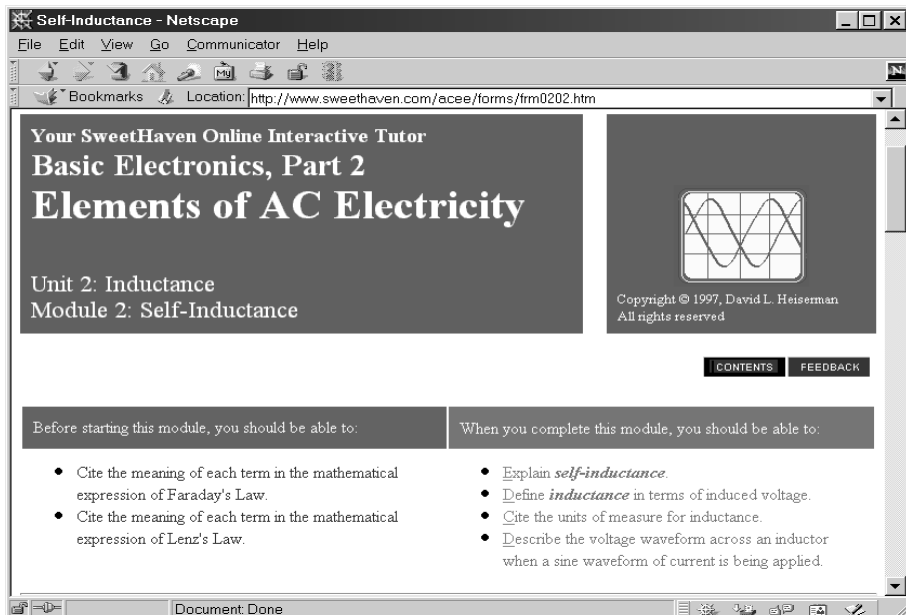 Self-Inductance - Netscape
File Edit View Go Communicator Help
My
N
Bookmarks Location: http://www.sweethaven.com/acee/forms/frm0202.htm
Your SweetHaven Online Interactive Tutor
Basic Electronics, Part 2
Elements of AC Electricity
Unit 2: Inductance
Module 2: Self-Inductance
Copyright © 1997, David L. Heiserman
All rights reserved
CONTENTS FEEDBACK
Before starting this module, you should be able to:
• Cite the meaning of each term in the mathematical
expression of Faraday's Law.
• Cite the meaning of each term in the mathematical
expression of Lenz's Law.
When you complete this module, you should be able to:
• Explain self-inductance.
• Define inductance in terms of induced voltage.
• Cite the units of measure for inductance.
• Describe the voltage waveform across an inductor
when a sine waveform of current is being applied.
Document: Done